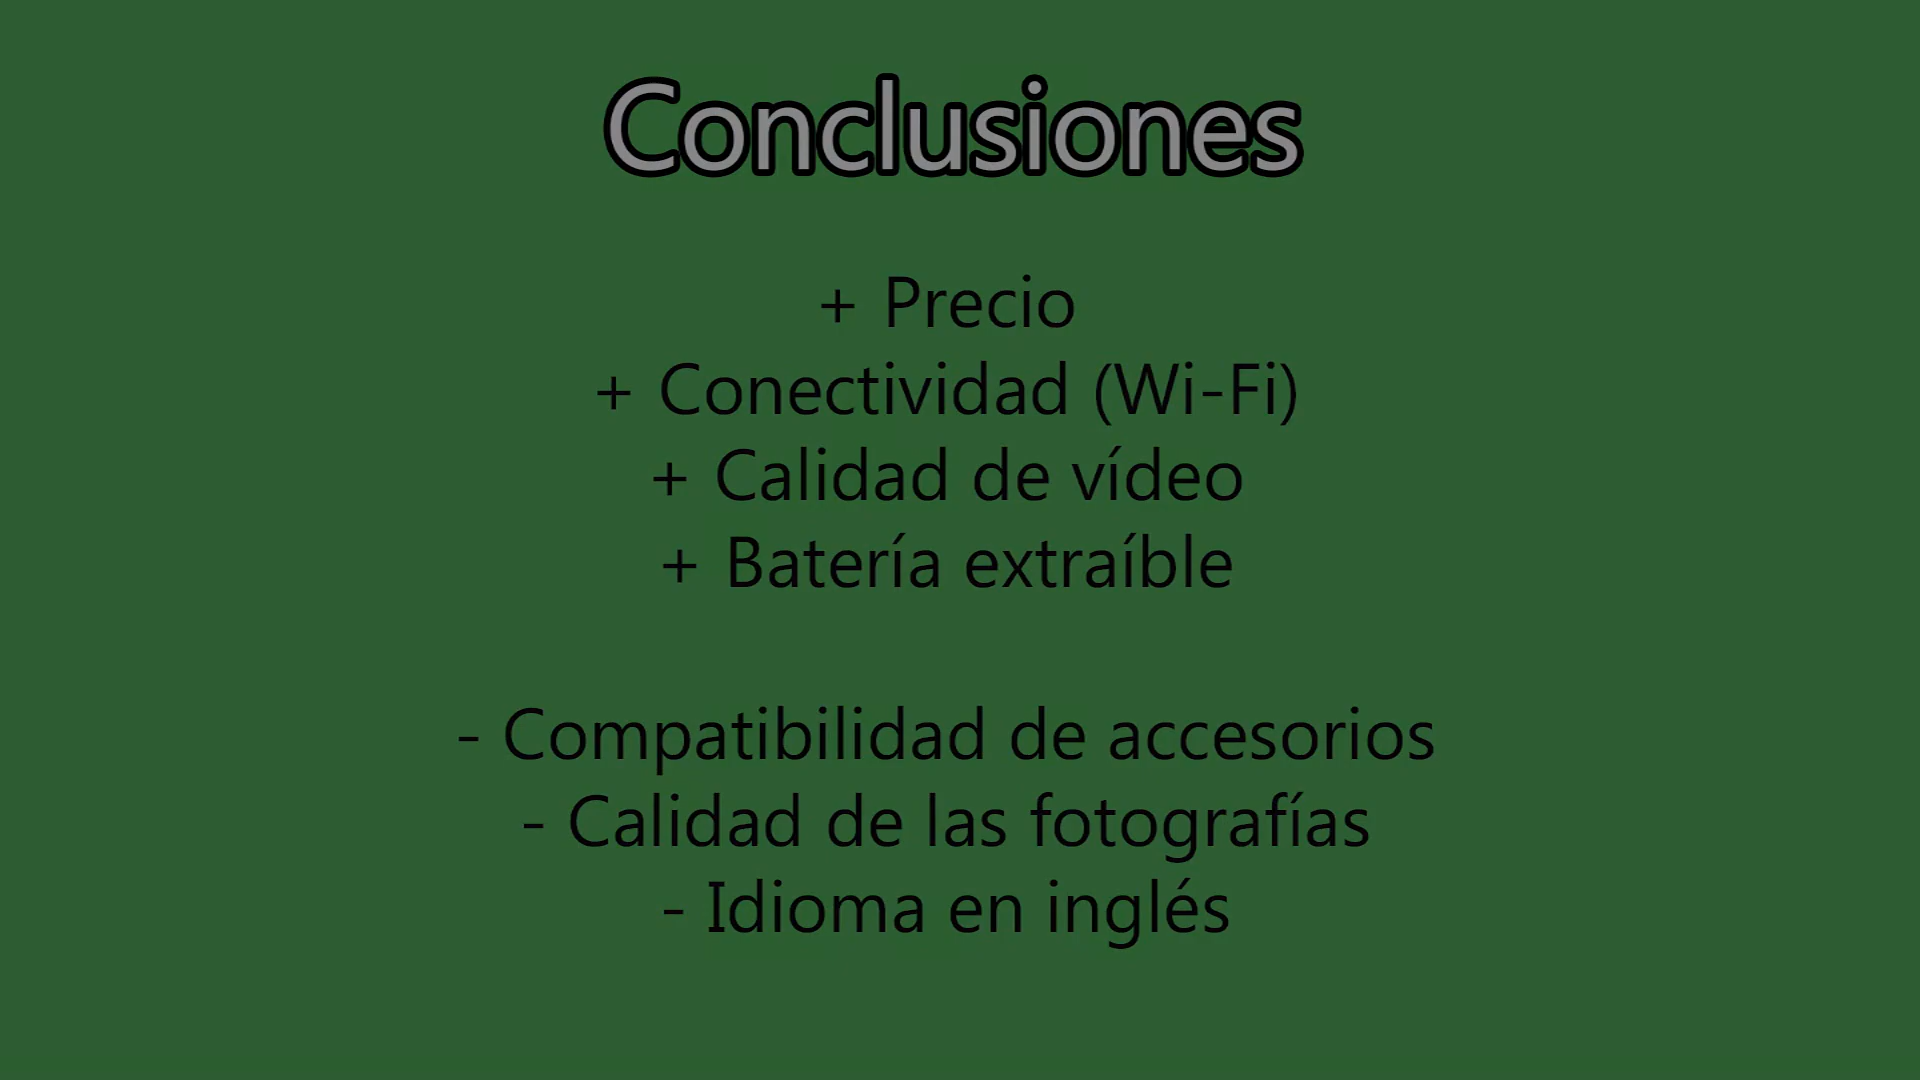 Conclusiones
+ Precio
+ Conectividad (Wi-Fi)
+ Calidad de vídeo
+ Batería extraíble
- Compatibilidad de accesorios
- Calidad de las fotografías
- Idioma en inglés